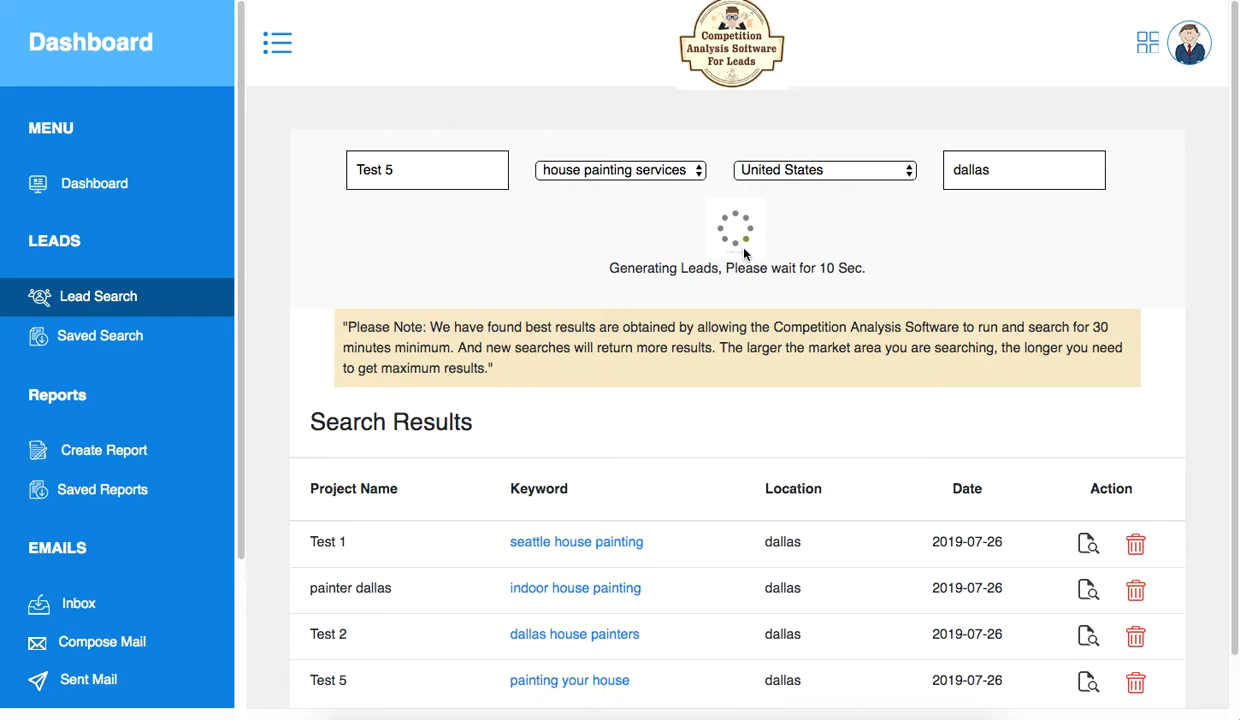 Dashboard
Competition
Analysis Software
For Leads
MENU
Dashboard
LEADS
Lead Search
Saved Search
Reports
Create Report
Saved Reports
EMAILS
Inbox
Compose Mail
Sent Mail
Test 5
house painting services
United States
dallas
Generating Leads, Please wait for 10 Sec.
"Please Note: We have found best results are obtained by allowing the Competition Analysis Software to run and search for 30
minutes minimum. And new searches will return more results. The larger the market area you are searching, the longer you need
to get maximum results."
Search Results
Project Name Keyword Location Date Action
Test 1 seattle house painting dallas 2019-07-26
painter dallas indoor house painting dallas 2019-07-26
Test 2 dallas house painters dallas 2019-07-26
Test 5 painting your house dallas 2019-07-26